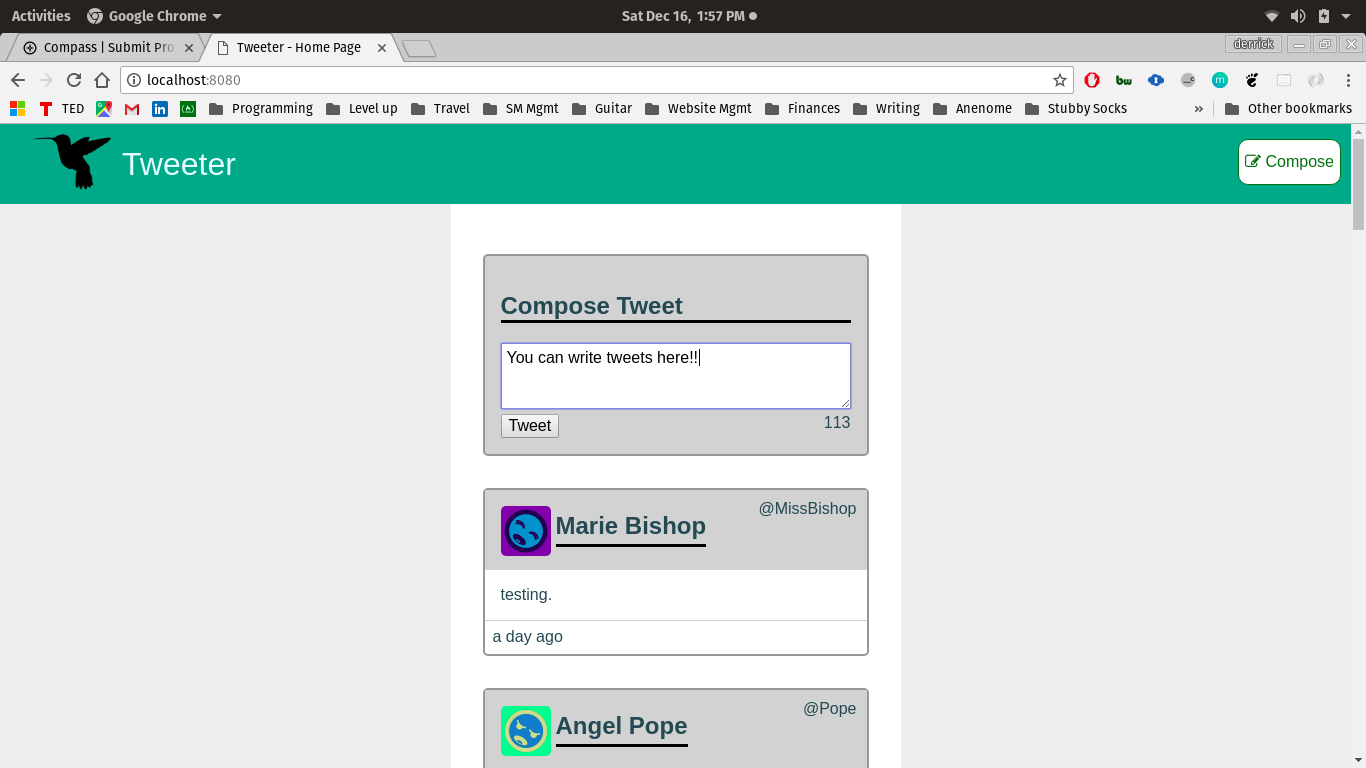 Activities Google Chrome Sat Dec 16, 1:57 PM
Compass | Submit Pro Tweeter - Home Page derrick
localhost:8080
TED Programming Level up Travel SM Mgmt Guitar Website Mgmt Fiinances Writing Anenome Stubby Socks » Other bookmarks
Tweeter Compose
Compose Tweet
You can write tweets here!!
Tweet 113
@MissBishop
Marie Bishop
testing.
a day ago
@Pope
Angel Pope